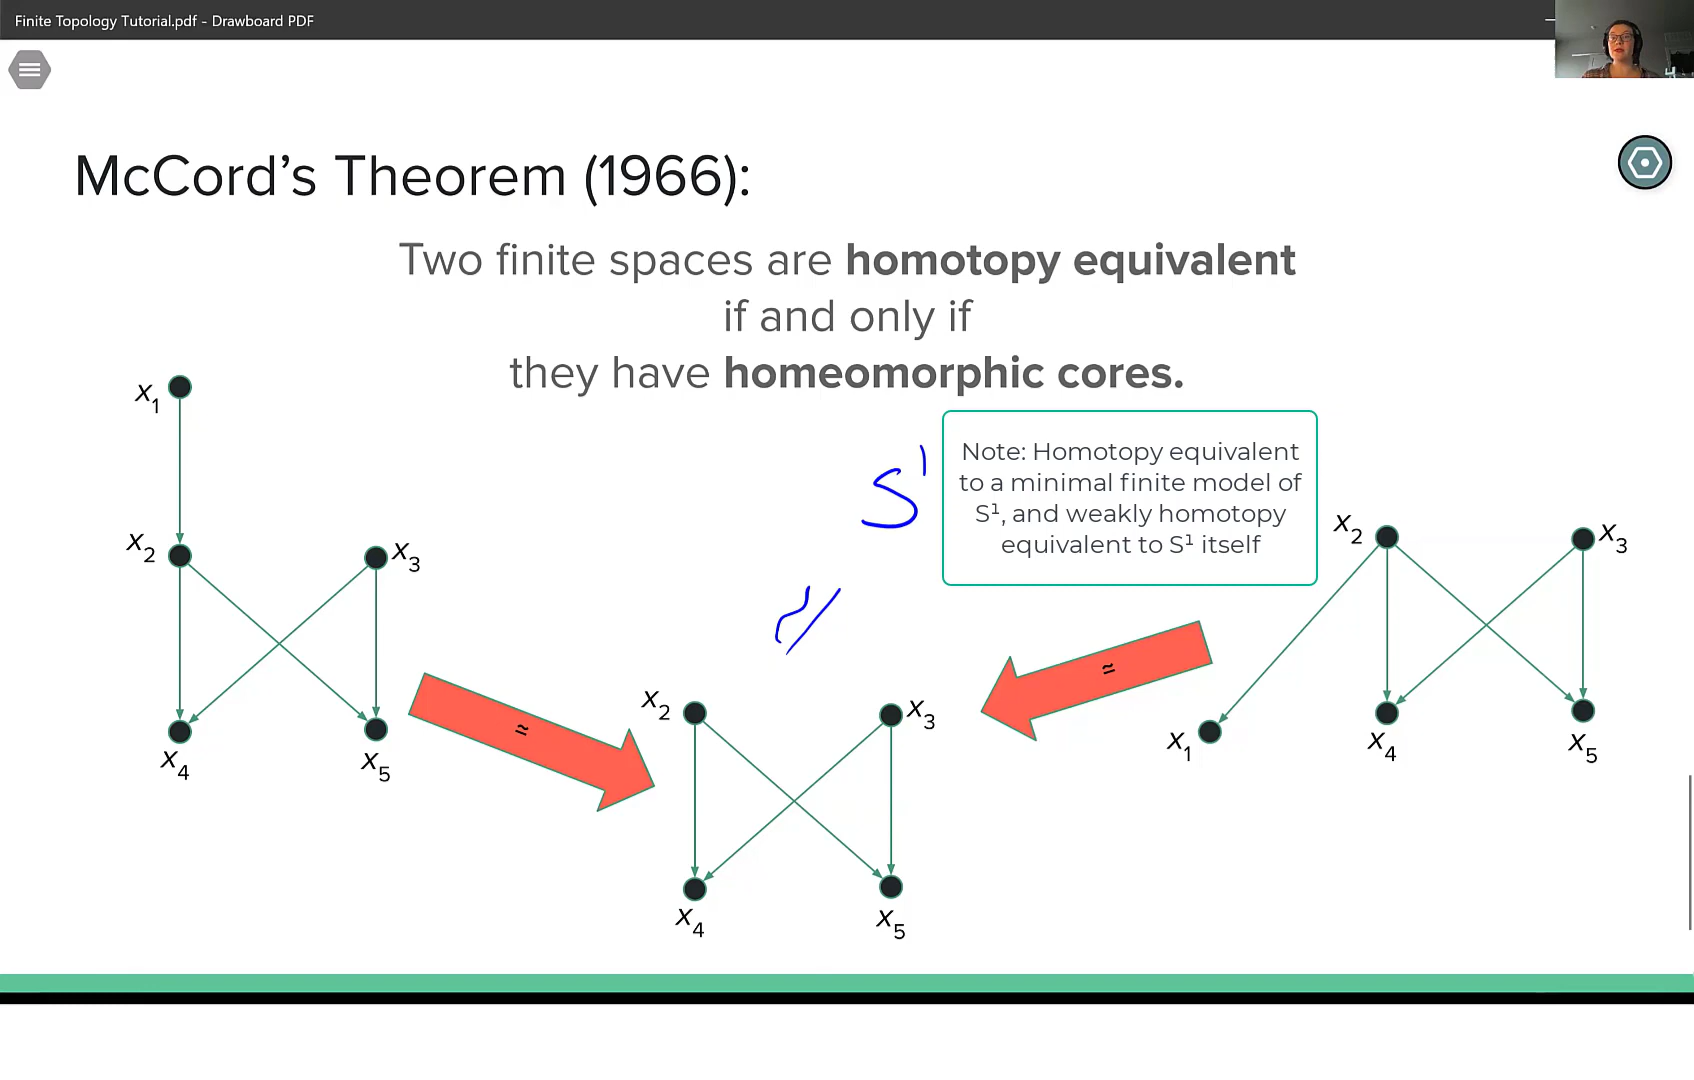 Finite Topology Tutorial.pdf - Drawboard PDF
McCord’s Theorem (1966):
Two finite spaces are homotopy equivalent
if and only if
they have homeomorphic cores.
x₁
S¹
Note: Homotopy equivalent
to a minimal finite model of
S¹, and weakly homotopy
equivalent to S¹ itself
x₂
x₃
x₂
x₃
≃
≃
x₂
x₃
x₄
x₅
x₁
x₄
x₅
x₄
x₅